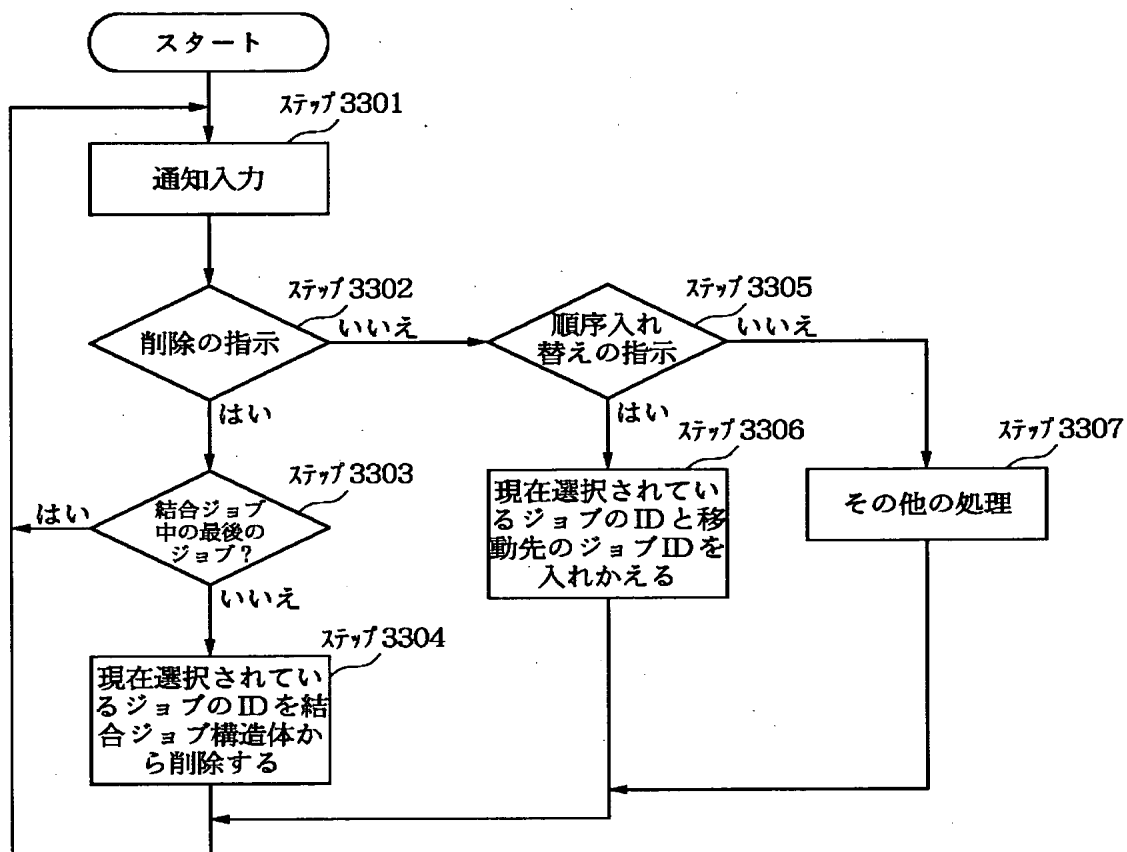 スタート
ステップ3301
通知入力
ステップ3302
削除の指示
いいえ
はい
ステップ3305
順序入れ
替えの指示
いいえ
はい
ステップ3303
結合ジョブ
中の最後の
ジョブ?
はい
いいえ
ステップ3306
現在選択されてい
るジョブのIDと移
動先のジョブIDを
入れかえる
ステップ3307
その他の処理
ステップ3304
現在選択されてい
るジョブのIDを結
合ジョブ構造体か
ら削除する